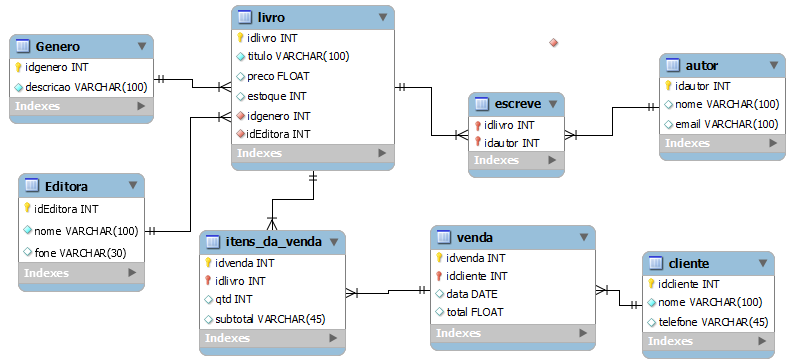 Genero
idgenero INT
descricao VARCHAR(100)
Indexes
livro
idlivro INT
titulo VARCHAR(100)
preco FLOAT
estoque INT
idgenero INT
idEditora INT
Indexes
escreve
idlivro INT
idautor INT
Indexes
autor
idautor INT
nome VARCHAR(100)
email VARCHAR(100)
Indexes
Editora
idEditora INT
nome VARCHAR(100)
fone VARCHAR(30)
Indexes
itens_da_venda
idvenda INT
idlivro INT
qtd INT
subtotal VARCHAR(45)
Indexes
venda
idvenda INT
idcliente INT
data DATE
total FLOAT
Indexes
cliente
idcliente INT
nome VARCHAR(100)
telefone VARCHAR(45)
Indexes